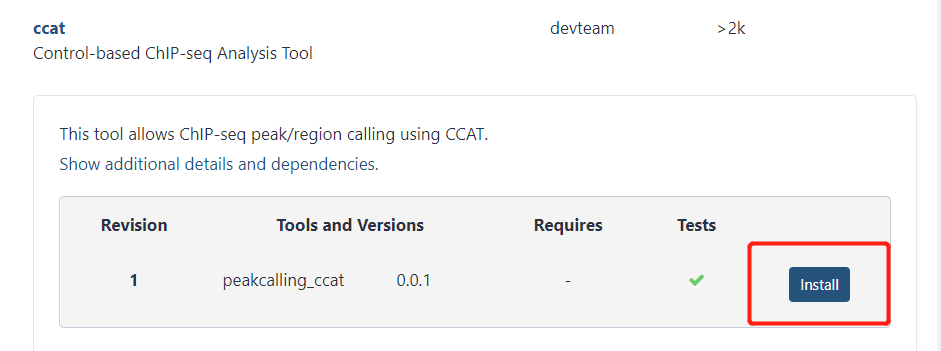 ccat devteam >2k
Control-based ChIP-seq Analysis Tool
This tool allows ChIP-seq peak/region calling using CCAT.
Show additional details and dependencies.
Revision Tools and Versions Requires Tests
1 peakcalling_ccat 0.0.1 - Install